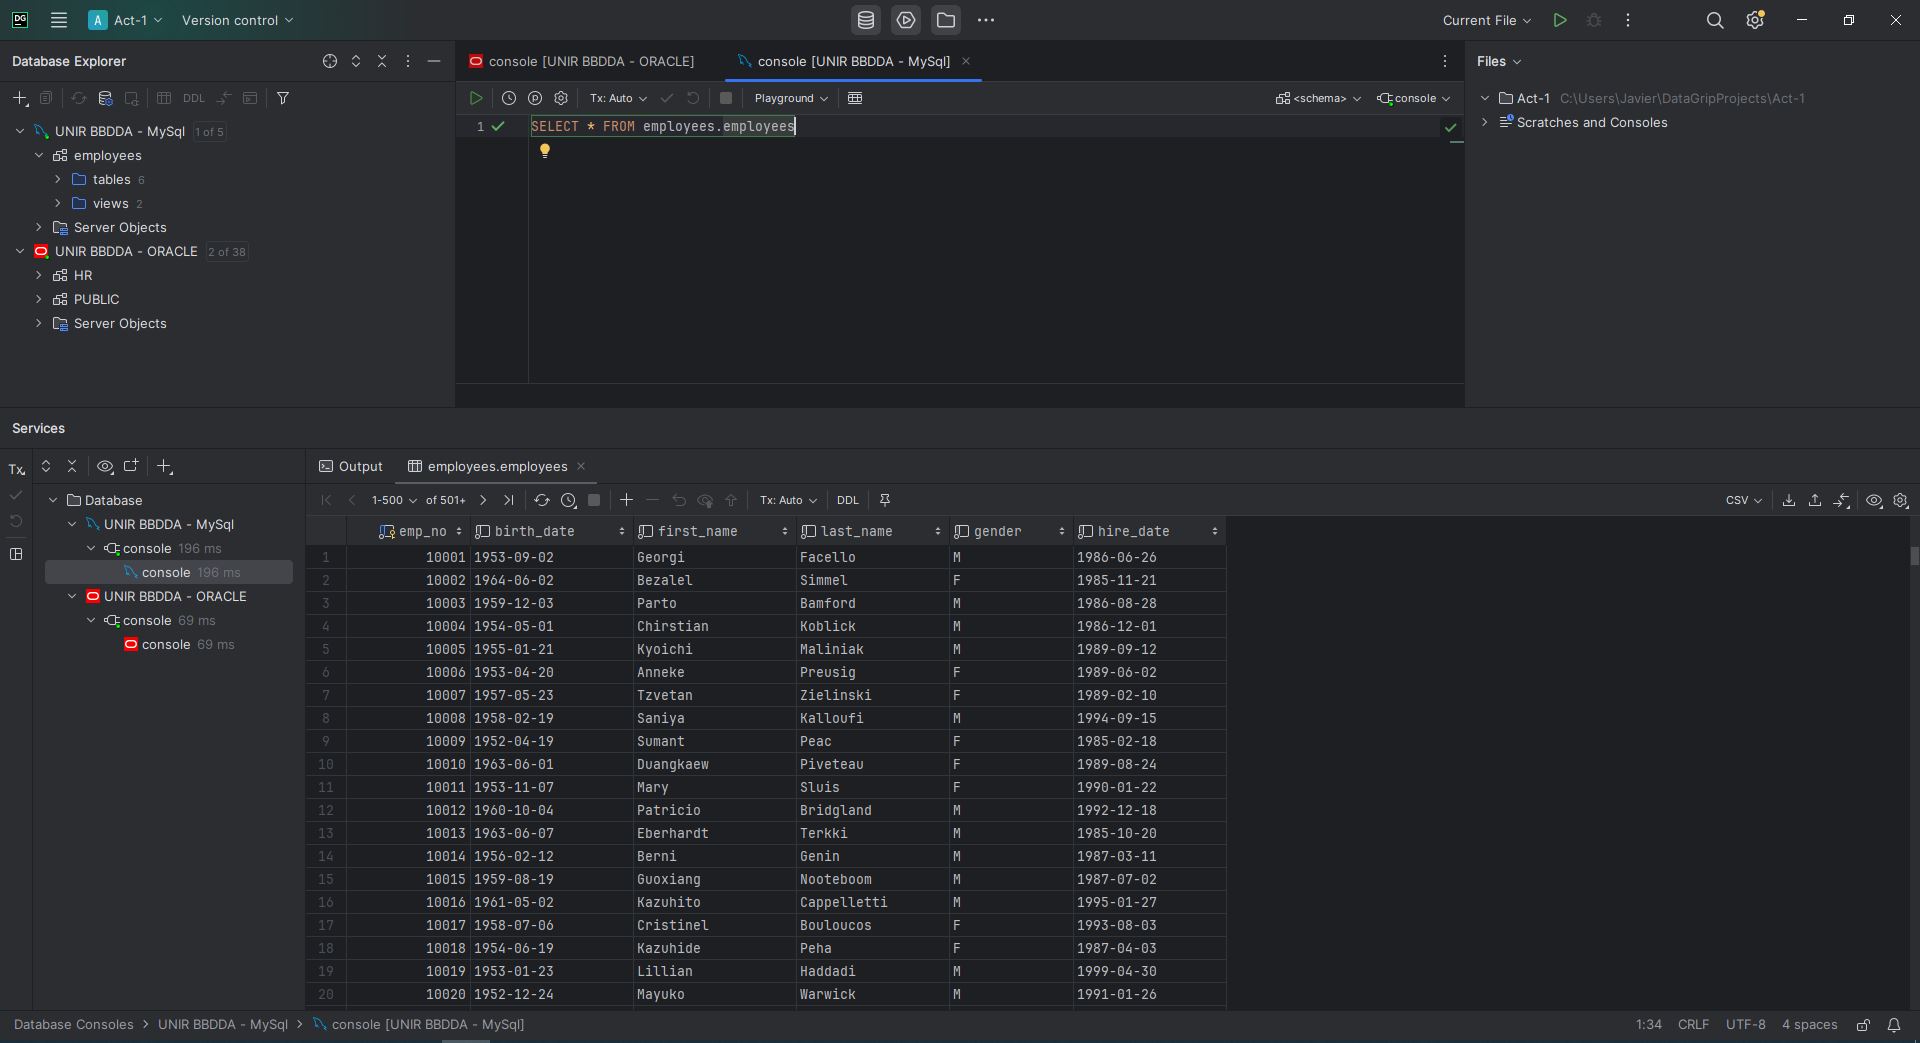 DG A Act-1 Version control Current File
Database Explorer
DDL
UNIR BBDDA - MySql 1 of 5
employees
tables 6
views 2
Server Objects
UNIR BBDDA - ORACLE 2 of 38
HR
PUBLIC
Server Objects
console [UNIR BBDDA - ORACLE] console [UNIR BBDDA - MySql]
Tx: Auto Playground <schema> console
1 SELECT * FROM employees.employees
Files
Act-1 C:\Users\Javier\DataGripProjects\Act-1
Scratches and Consoles
Services
Tx
Database
UNIR BBDDA - MySql
console 196 ms
console 196 ms
UNIR BBDDA - ORACLE
console 69 ms
console 69 ms
Output employees.employees
1-500 of 501+ Tx: Auto DDL CSV
emp_no birth_date first_name last_name gender hire_date
1 10001 1953-09-02 Georgi Facello M 1986-06-26
2 10002 1964-06-02 Bezalel Simmel F 1985-11-21
3 10003 1959-12-03 Parto Bamford M 1986-08-28
4 10004 1954-05-01 Chirstian Koblick M 1986-12-01
5 10005 1955-01-21 Kyoichi Maliniak M 1989-09-12
6 10006 1953-04-20 Anneke Preusig F 1989-06-02
7 10007 1957-05-23 Tzvetan Zielinski F 1989-02-10
8 10008 1958-02-19 Saniya Kalloufi M 1994-09-15
9 10009 1952-04-19 Sumant Peac F 1985-02-18
10 10010 1963-06-01 Duangkaew Piveteau F 1989-08-24
11 10011 1953-11-07 Mary Sluis F 1990-01-22
12 10012 1960-10-04 Patricio Bridgland M 1992-12-18
13 10013 1963-06-07 Eberhardt Terkki M 1985-10-20
14 10014 1956-02-12 Berni Genin M 1987-03-11
15 10015 1959-08-19 Guoxiang Nooteboom M 1987-07-02
16 10016 1961-05-02 Kazuhito Cappelletti M 1995-01-27
17 10017 1958-07-06 Cristinel Bouloucos F 1993-08-03
18 10018 1954-06-19 Kazuhide Peha F 1987-04-03
19 10019 1953-01-23 Lillian Haddadi M 1999-04-30
20 10020 1952-12-24 Mayuko Warwick M 1991-01-26
Database Consoles > UNIR BBDDA - MySql > console [UNIR BBDDA - MySql] 1:34 CRLF UTF-8 4 spaces